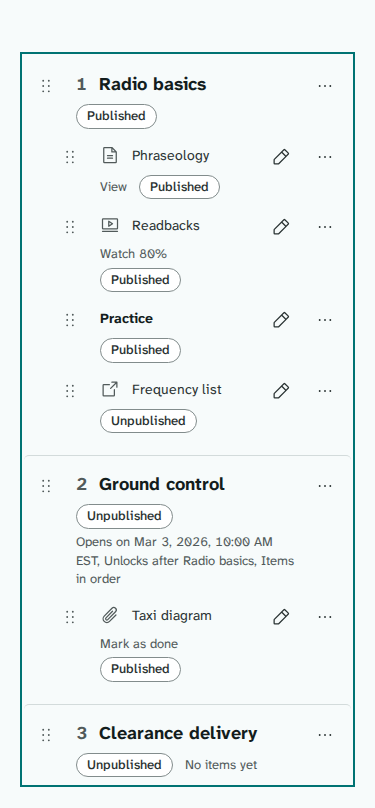 1 Radio basics
Published
Phraseology
View Published
Readbacks
Watch 80%
Published
Practice
Published
Frequency list
Unpublished
2 Ground control
Unpublished
Opens on Mar 3, 2026, 10:00 AM
EST, Unlocks after Radio basics, Items
in order
Taxi diagram
Mark as done
Published
3 Clearance delivery
Unpublished No items yet